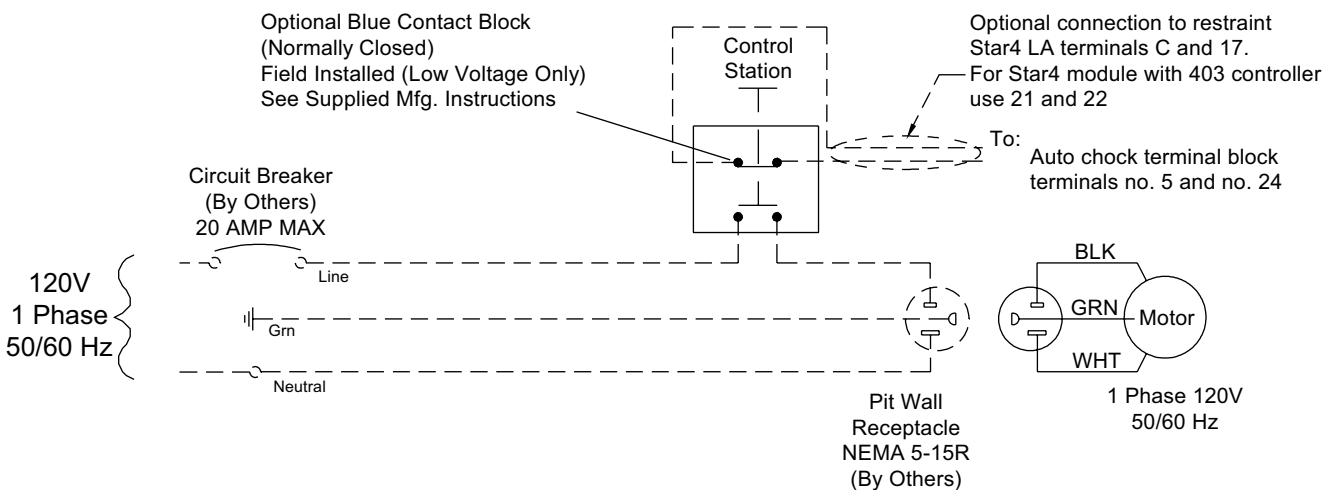 Optional Blue Contact Block
(Normally Closed)
Field Installed (Low Voltage Only)
See Supplied Mfg. Instructions
Control
Station
Optional connection to restraint
Star4 LA terminals C and 17.
For Star4 module with 403 controller
use 21 and 22
To:
Auto chock terminal block
terminals no. 5 and no. 24
Circuit Breaker
(By Others)
20 AMP MAX
120V
1 Phase
50/60 Hz
Line
Grn
Neutral
BLK
GRN
WHT
Motor
Pit Wall
Receptacle
NEMA 5-15R
(By Others)
1 Phase 120V
50/60 Hz